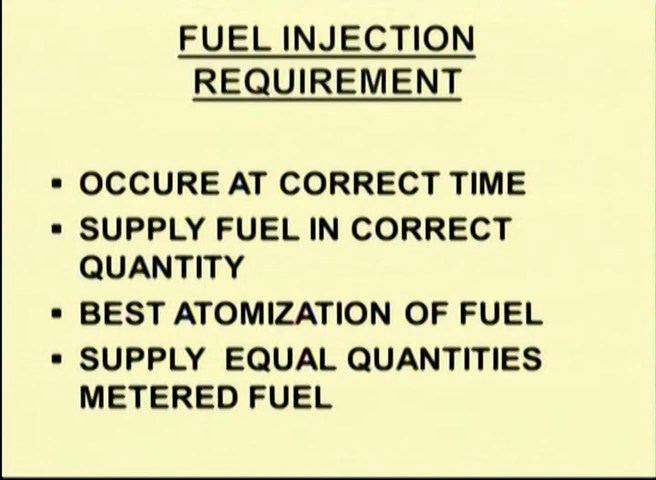 FUEL INJECTION
REQUIREMENT
▪ OCCURE AT CORRECT TIME
▪ SUPPLY FUEL IN CORRECT
QUANTITY
▪ BEST ATOMIZATION OF FUEL
▪ SUPPLY EQUAL QUANTITIES
METERED FUEL